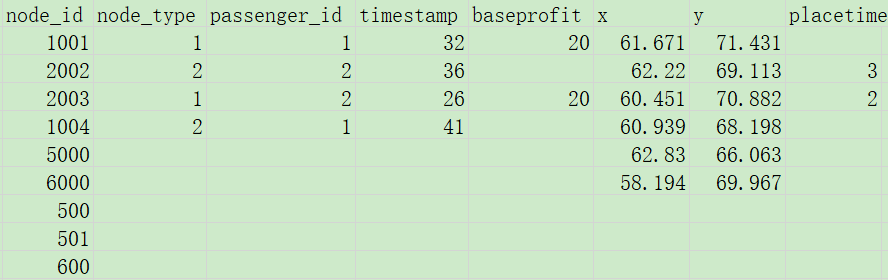 node_id node_type passenger_id timestamp baseprofit x y placetime
1001 1 1 32 20 61.671 71.431
2002 2 2 36 62.22 69.113 3
2003 1 2 26 20 60.451 70.882 2
1004 2 1 41 60.939 68.198
5000 62.83 66.063
6000 58.194 69.967
500
501
600